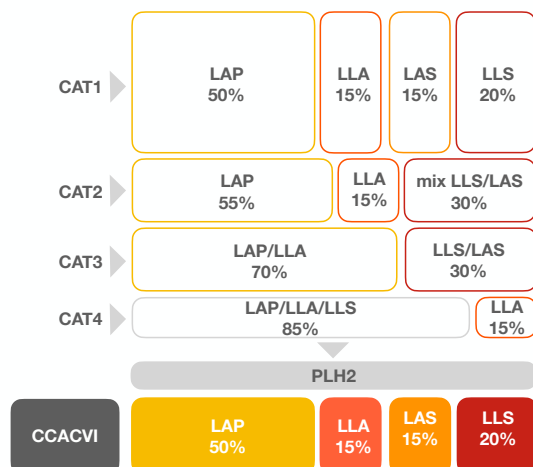 CAT1
LAP
50%
LLA
15%
LAS
15%
LLS
20%
CAT2
LAP
55%
LLA
15%
mix LLS/LAS
30%
CAT3
LAP/LLA
70%
LLS/LAS
30%
CAT4
LAP/LLA/LLS
85%
LLA
15%
PLH2
CCACVI
LAP
50%
LLA
15%
LAS
15%
LLS
20%